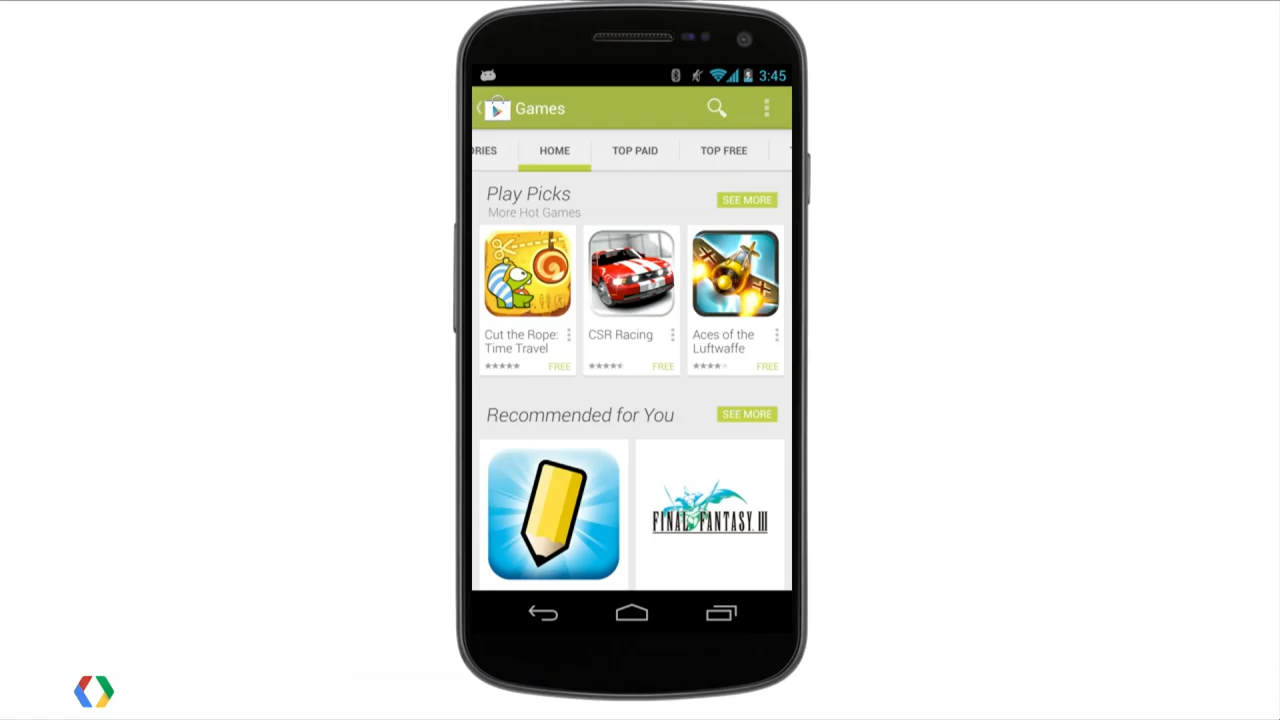 3:45
Games
ORIES
HOME
TOP PAID
TOP FREE
Play Picks
SEE MORE
More Hot Games
Cut the Rope:
Time Travel
CSR Racing
Aces of the
Luftwaffe
FREE
FREE
FREE
Recommended for You
SEE MORE
FINAL FANTASY III